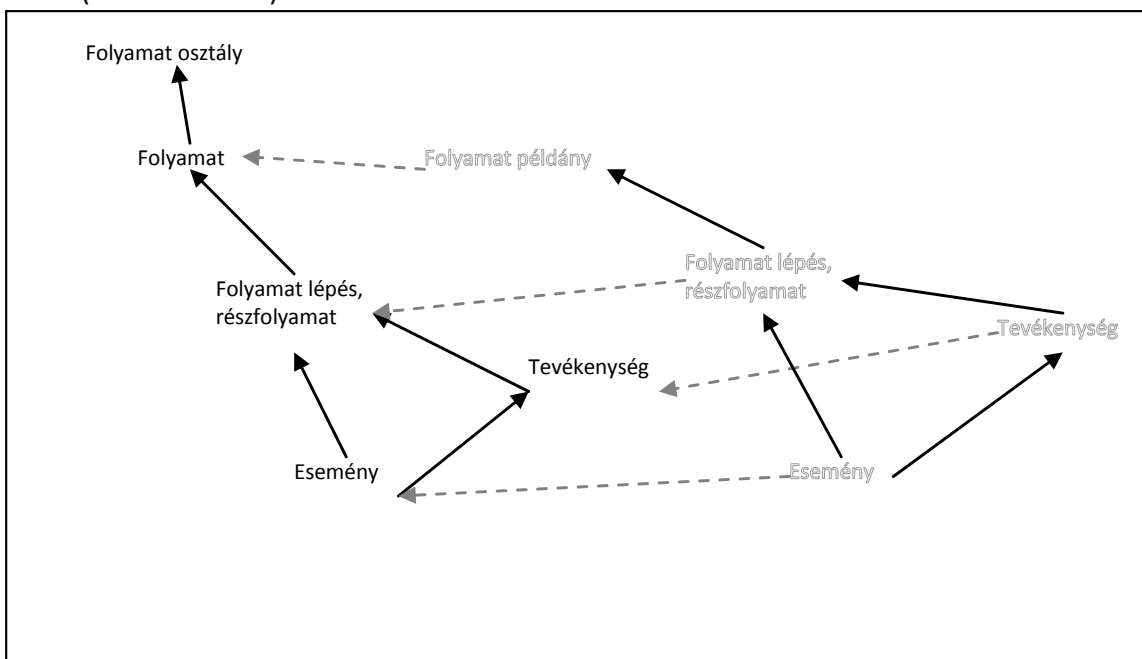 Folyamat osztály
Folyamat
Folyamat példány
Folyamat lépés,
részfolyamat
Folyamat lépés,
részfolyamat
Tevékenység
Tevékenység
Esemény
Esemény